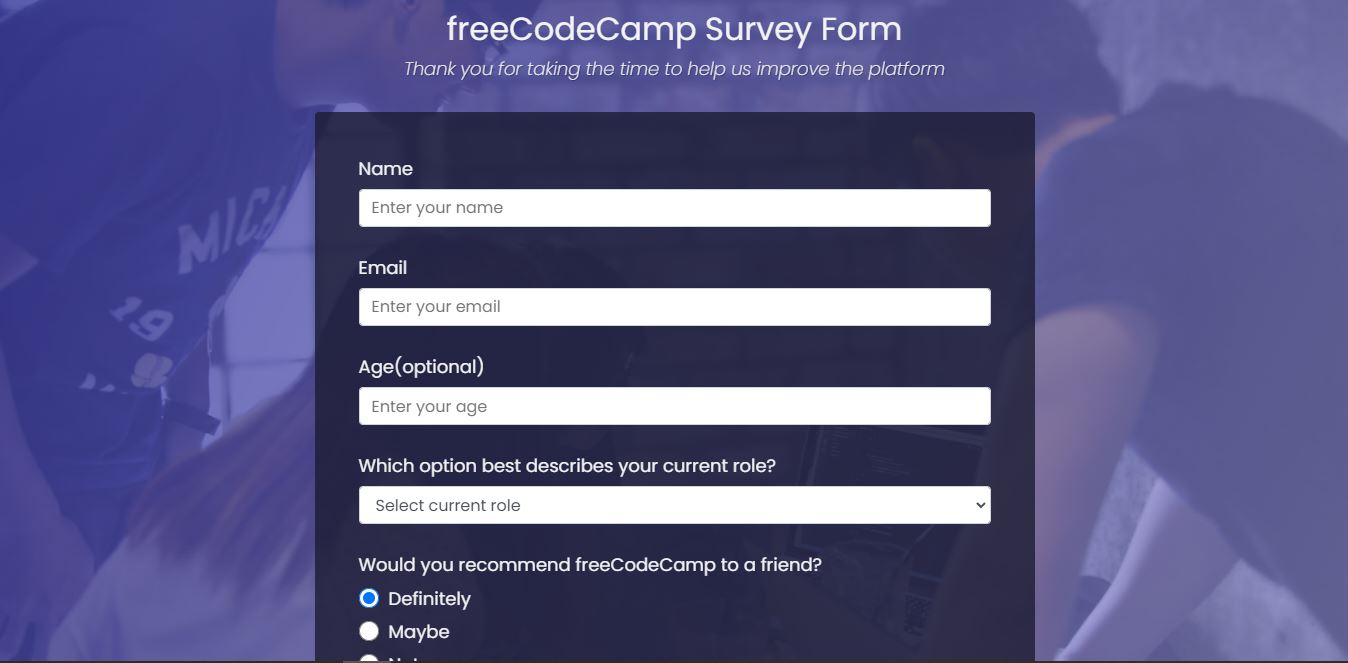 freeCodeCamp Survey Form
Thank you for taking the time to help us improve the platform
Name
Enter your name
Email
Enter your email
Age(optional)
Enter your age
Which option best describes your current role?
Select current role
Would you recommend freeCodeCamp to a friend?
Definitely
Maybe
19